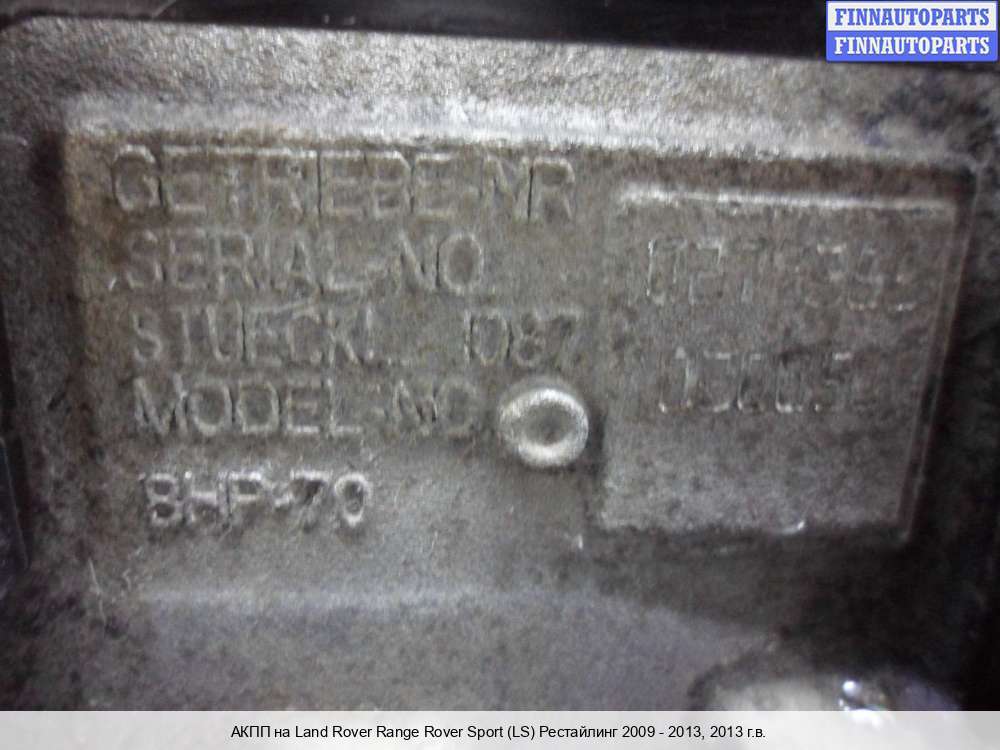 FINNAUTOPARTS
FINNAUTOPARTS
GETRIEBE-NR
SERIAL-NO
STUECKL. 1087
MODEL-NO
8HP-70
АКПП на Land Rover Range Rover Sport (LS) Рестайлинг 2009 - 2013, 2013 г.в.